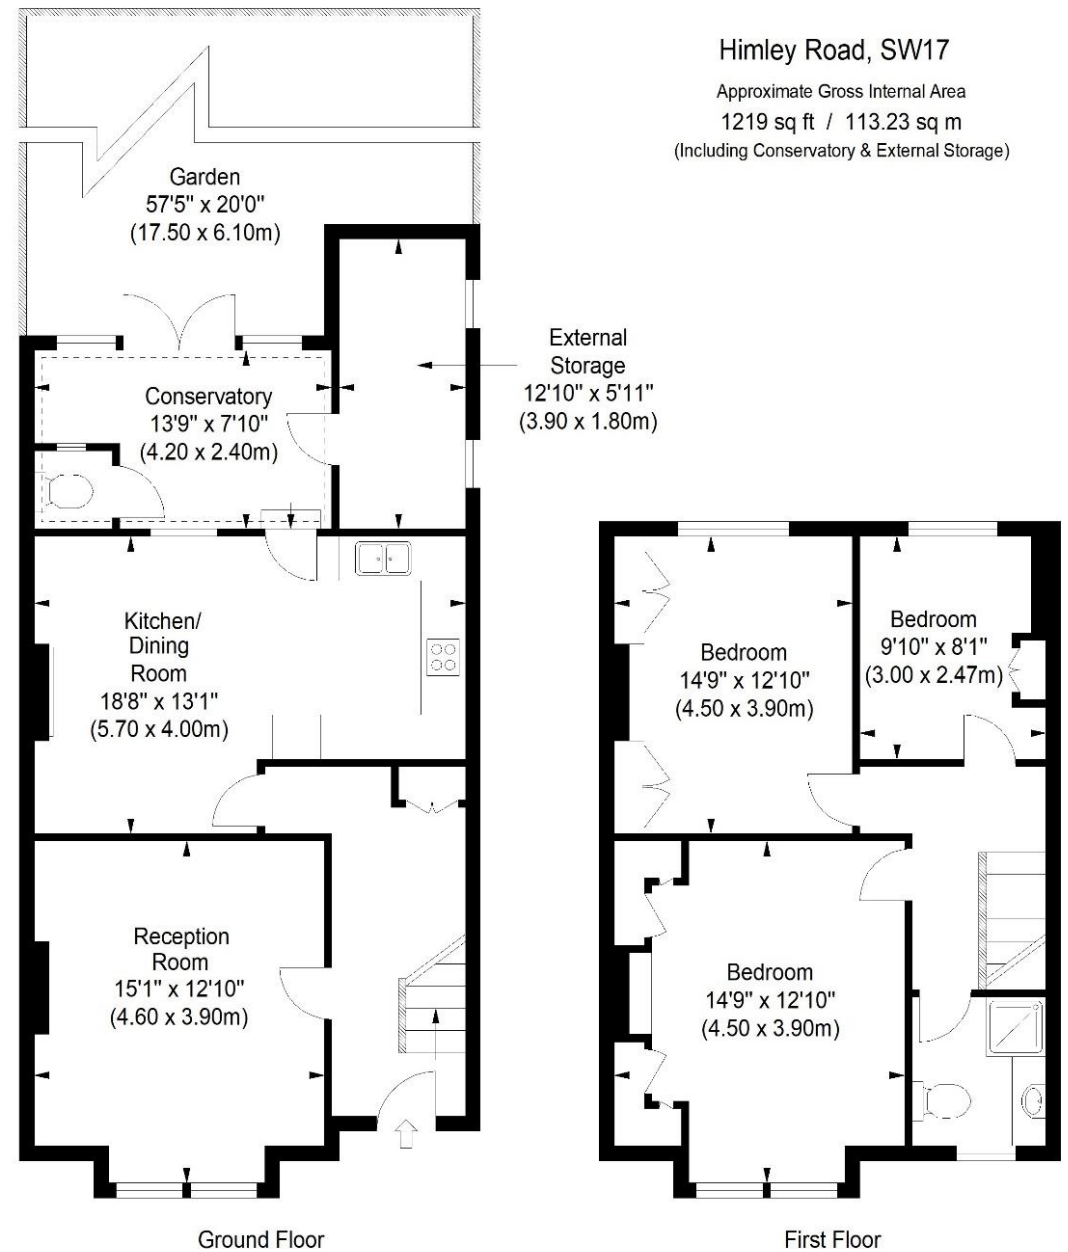 Himley Road, SW17
Approximate Gross Internal Area
1219 sq ft / 113.23 sq m
(Including Conservatory & External Storage)
Garden
57'5" x 20'0"
(17.50 x 6.10m)
External
Storage
12'10" x 5'11"
(3.90 x 1.80m)
Conservatory
13'9" x 7'10"
(4.20 x 2.40m)
Kitchen/
Dining
Room
18'8" x 13'1"
(5.70 x 4.00m)
Reception
Room
15'1" x 12'10"
(4.60 x 3.90m)
Ground Floor
Bedroom
14'9" x 12'10"
(4.50 x 3.90m)
Bedroom
9'10" x 8'1"
(3.00 x 2.47m)
Bedroom
14'9" x 12'10"
(4.50 x 3.90m)
First Floor